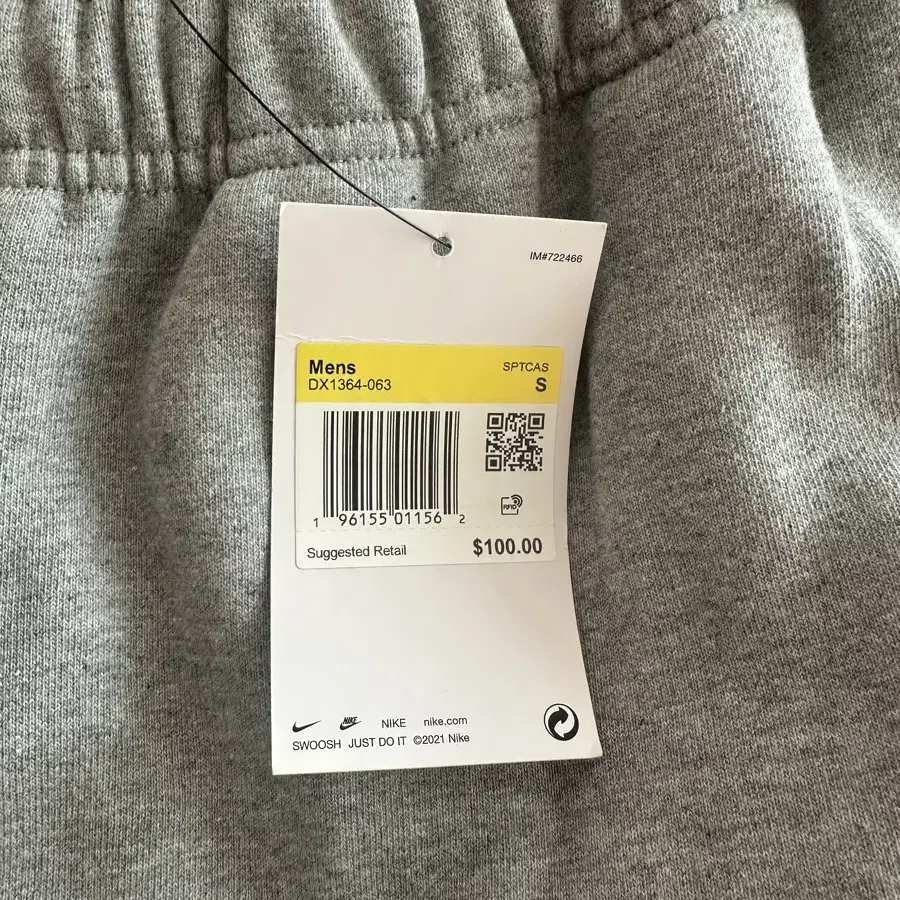 IM#722466
Mens
SPTCAS
DX1364-063
S
1 96155 01156 2
RFID
Suggested Retail
$100.00
NIKE NIKE nike.com
SWOOSH JUST DO IT ©2021 Nike